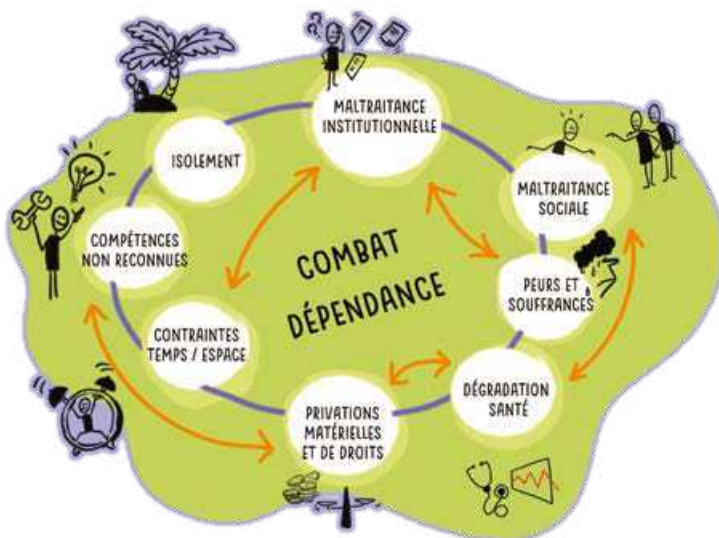 MALTRAITANCE
INSTITUTIONNELLE
ISOLEMENT
MALTRAITANCE
SOCIALE
COMPÉTENCES
NON RECONNUES
COMBAT
DÉPENDANCE
PEURS ET
SOUFFRANCES
CONTRAINTES
TEMPS / ESPACE
DÉGRADATION
SANTÉ
PRIVATIONS
MATÉRIELLES
ET DE DROITS